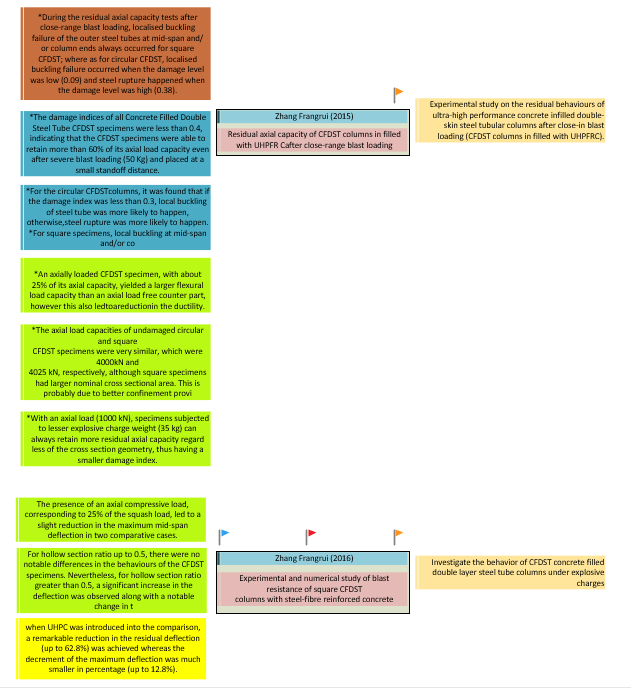 *During the residual axial capacity tests after
close-range blast loading, localised buckling
failure of the outer steel tubes at mid-span and/
or column ends always occurred for square
CFDST; where as for circular CFDST, localised
buckling failure occurred when the damage level
was low (0.09) and steel rupture happened when
the damage level was high (0.38).
*The damage indices of all Concrete Filled Double
Steel Tube CFDST specimens were less than 0.4,
indicating that the CFDST specimens were able to
retain more than 60% of its axial load capacity even
after severe blast loading (50 Kg) and placed at a
small standoff distance.
*For the circular CFDSTcolumns, it was found that if
the damage index was less than 0.3, local buckling
of steel tube was more likely to happen,
otherwise,steel rupture was more likely to happen.
*For square specimens, local buckling at mid-span
and/or co
*An axially loaded CFDST specimen, with about
25% of its axial capacity, yielded a larger flexural
load capacity than an axial load free counter part,
however this also ledtoareductionin the ductility.
*The axial load capacities of undamaged circular
and square
CFDST specimens were very similar, which were
4000kN and
4025 kN, respectively, although square specimens
had larger nominal cross sectional area. This is
probably due to better confinement provi
*With an axial load (1000 kN), specimens subjected
to lesser explosive charge weight (35 kg) can
always retain more residual axial capacity regard
less of the cross section geometry, thus having a
smaller damage index.
Zhang Frangrui (2015)
Residual axial capacity of CFDST columns in filled
with UHPFR Cafter close-range blast loading
Experimental study on the residual behaviours of
ultra-high performance concrete infilled double-
skin steel tubular columns after close-in blast
loading (CFDST columns in filled with UHPFRC).
The presence of an axial compressive load,
corresponding to 25% of the squash load, led to a
slight reduction in the maximum mid-span
deflection in two comparative cases.
For hollow section ratio up to 0.5, there were no
notable differences in the behaviours of the CFDST
specimens. Nevertheless, for hollow section ratio
greater than 0.5, a significant increase in the
deflection was observed along with a notable
change in t
when UHPC was introduced into the comparison,
a remarkable reduction in the residual deflection
(up to 62.8%) was achieved whereas the
decrement of the maximum deflection was much
smaller in percentage (up to 12.8%).
Zhang Frangrui (2016)
Experimental and numerical study of blast
resistance of square CFDST
columns with steel-fibre reinforced concrete
Investigate the behavior of CFDST concrete filled
double layer steel tube columns under explosive
charges